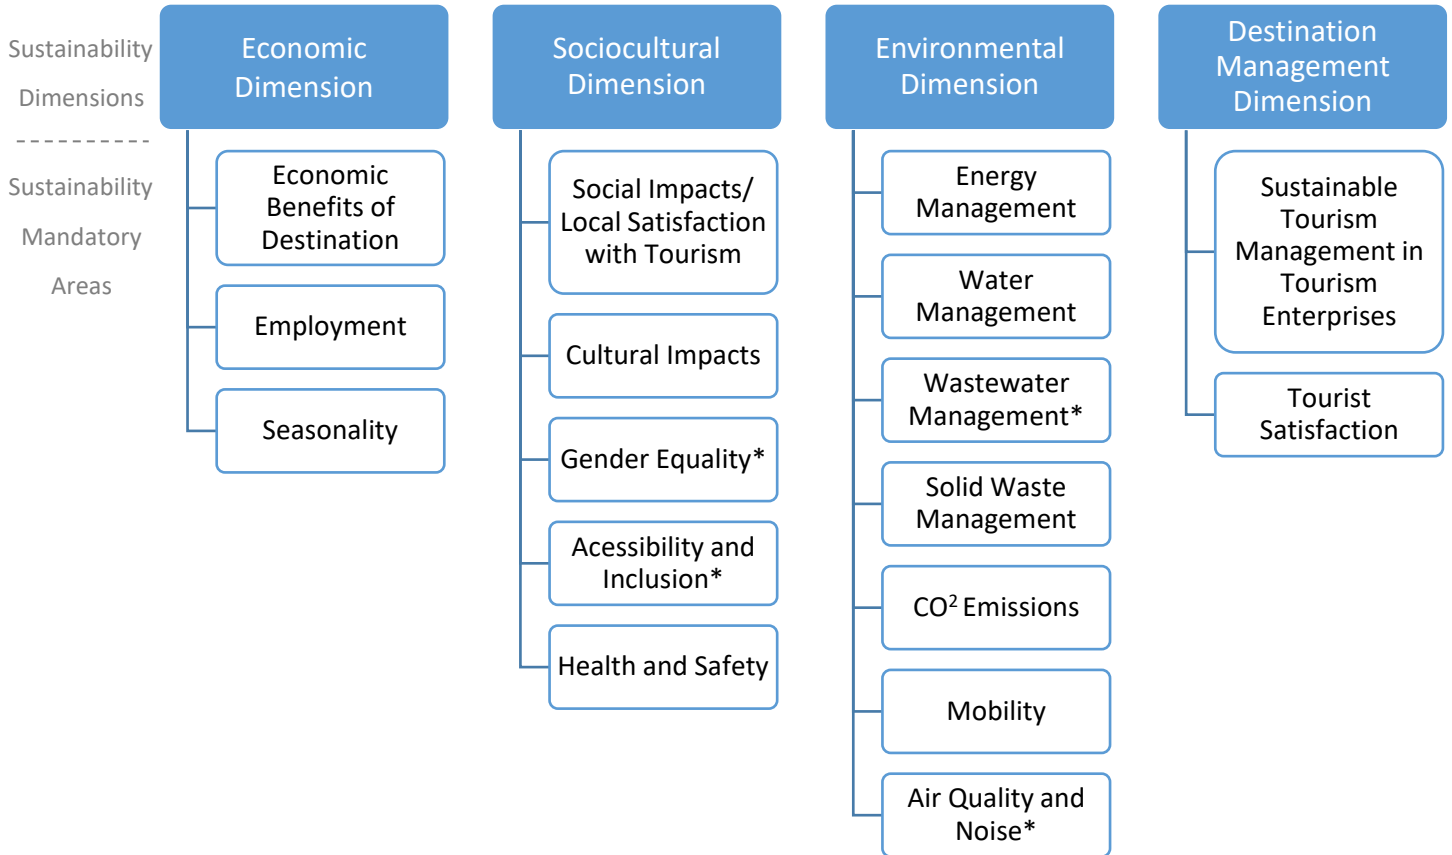 Sustainability
Dimensions
Sustainability
Mandatory
Areas
Economic
Dimension
Economic
Benefits of
Destination
Employment
Seasonality
Sociocultural
Dimension
Social Impacts/
Local Satisfaction
with Tourism
Cultural Impacts
Gender Equality*
Acessibility and
Inclusion*
Health and Safety
Environmental
Dimension
Energy
Management
Water
Management
Wastewater
Management*
Solid Waste
Management
CO² Emissions
Mobility
Air Quality and
Noise*
Destination
Management
Dimension
Sustainable
Tourism
Management in
Tourism
Enterprises
Tourist
Satisfaction